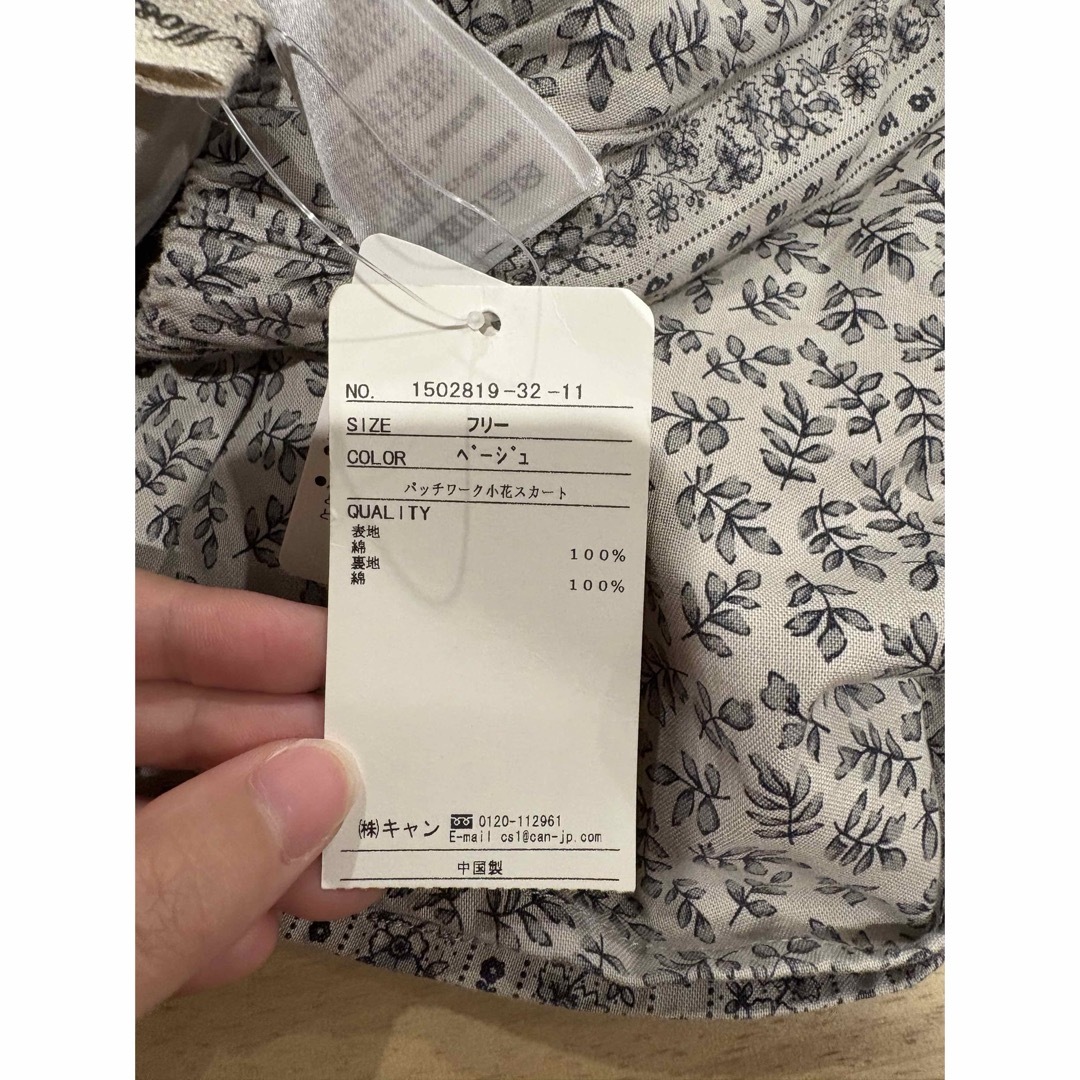 NO. 1502819-32-11
SIZE フリー
COLOR ベージュ
パッチワーク小花スカート
QUALITY
表地
綿 100%
裏地
綿 100%
(株)キャン 0120-112961
E-mail cs1@can-jp.com
中国製